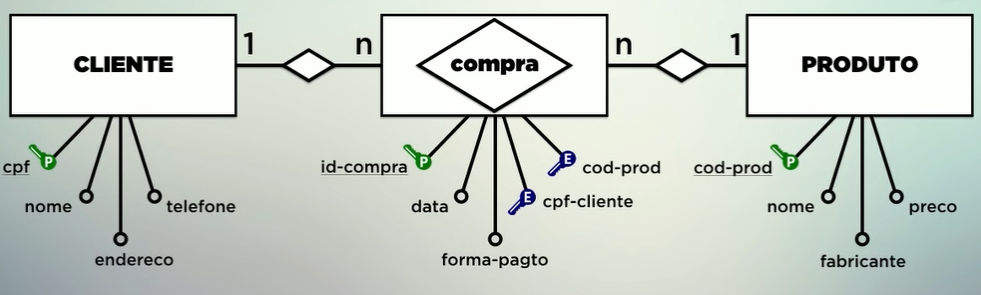 1 n n 1
CLIENTE compra PRODUTO
cpf P id-compra P E cod-prod cod-prod P
nome telefone data E cpf-cliente nome preco
endereco forma-pagto fabricante